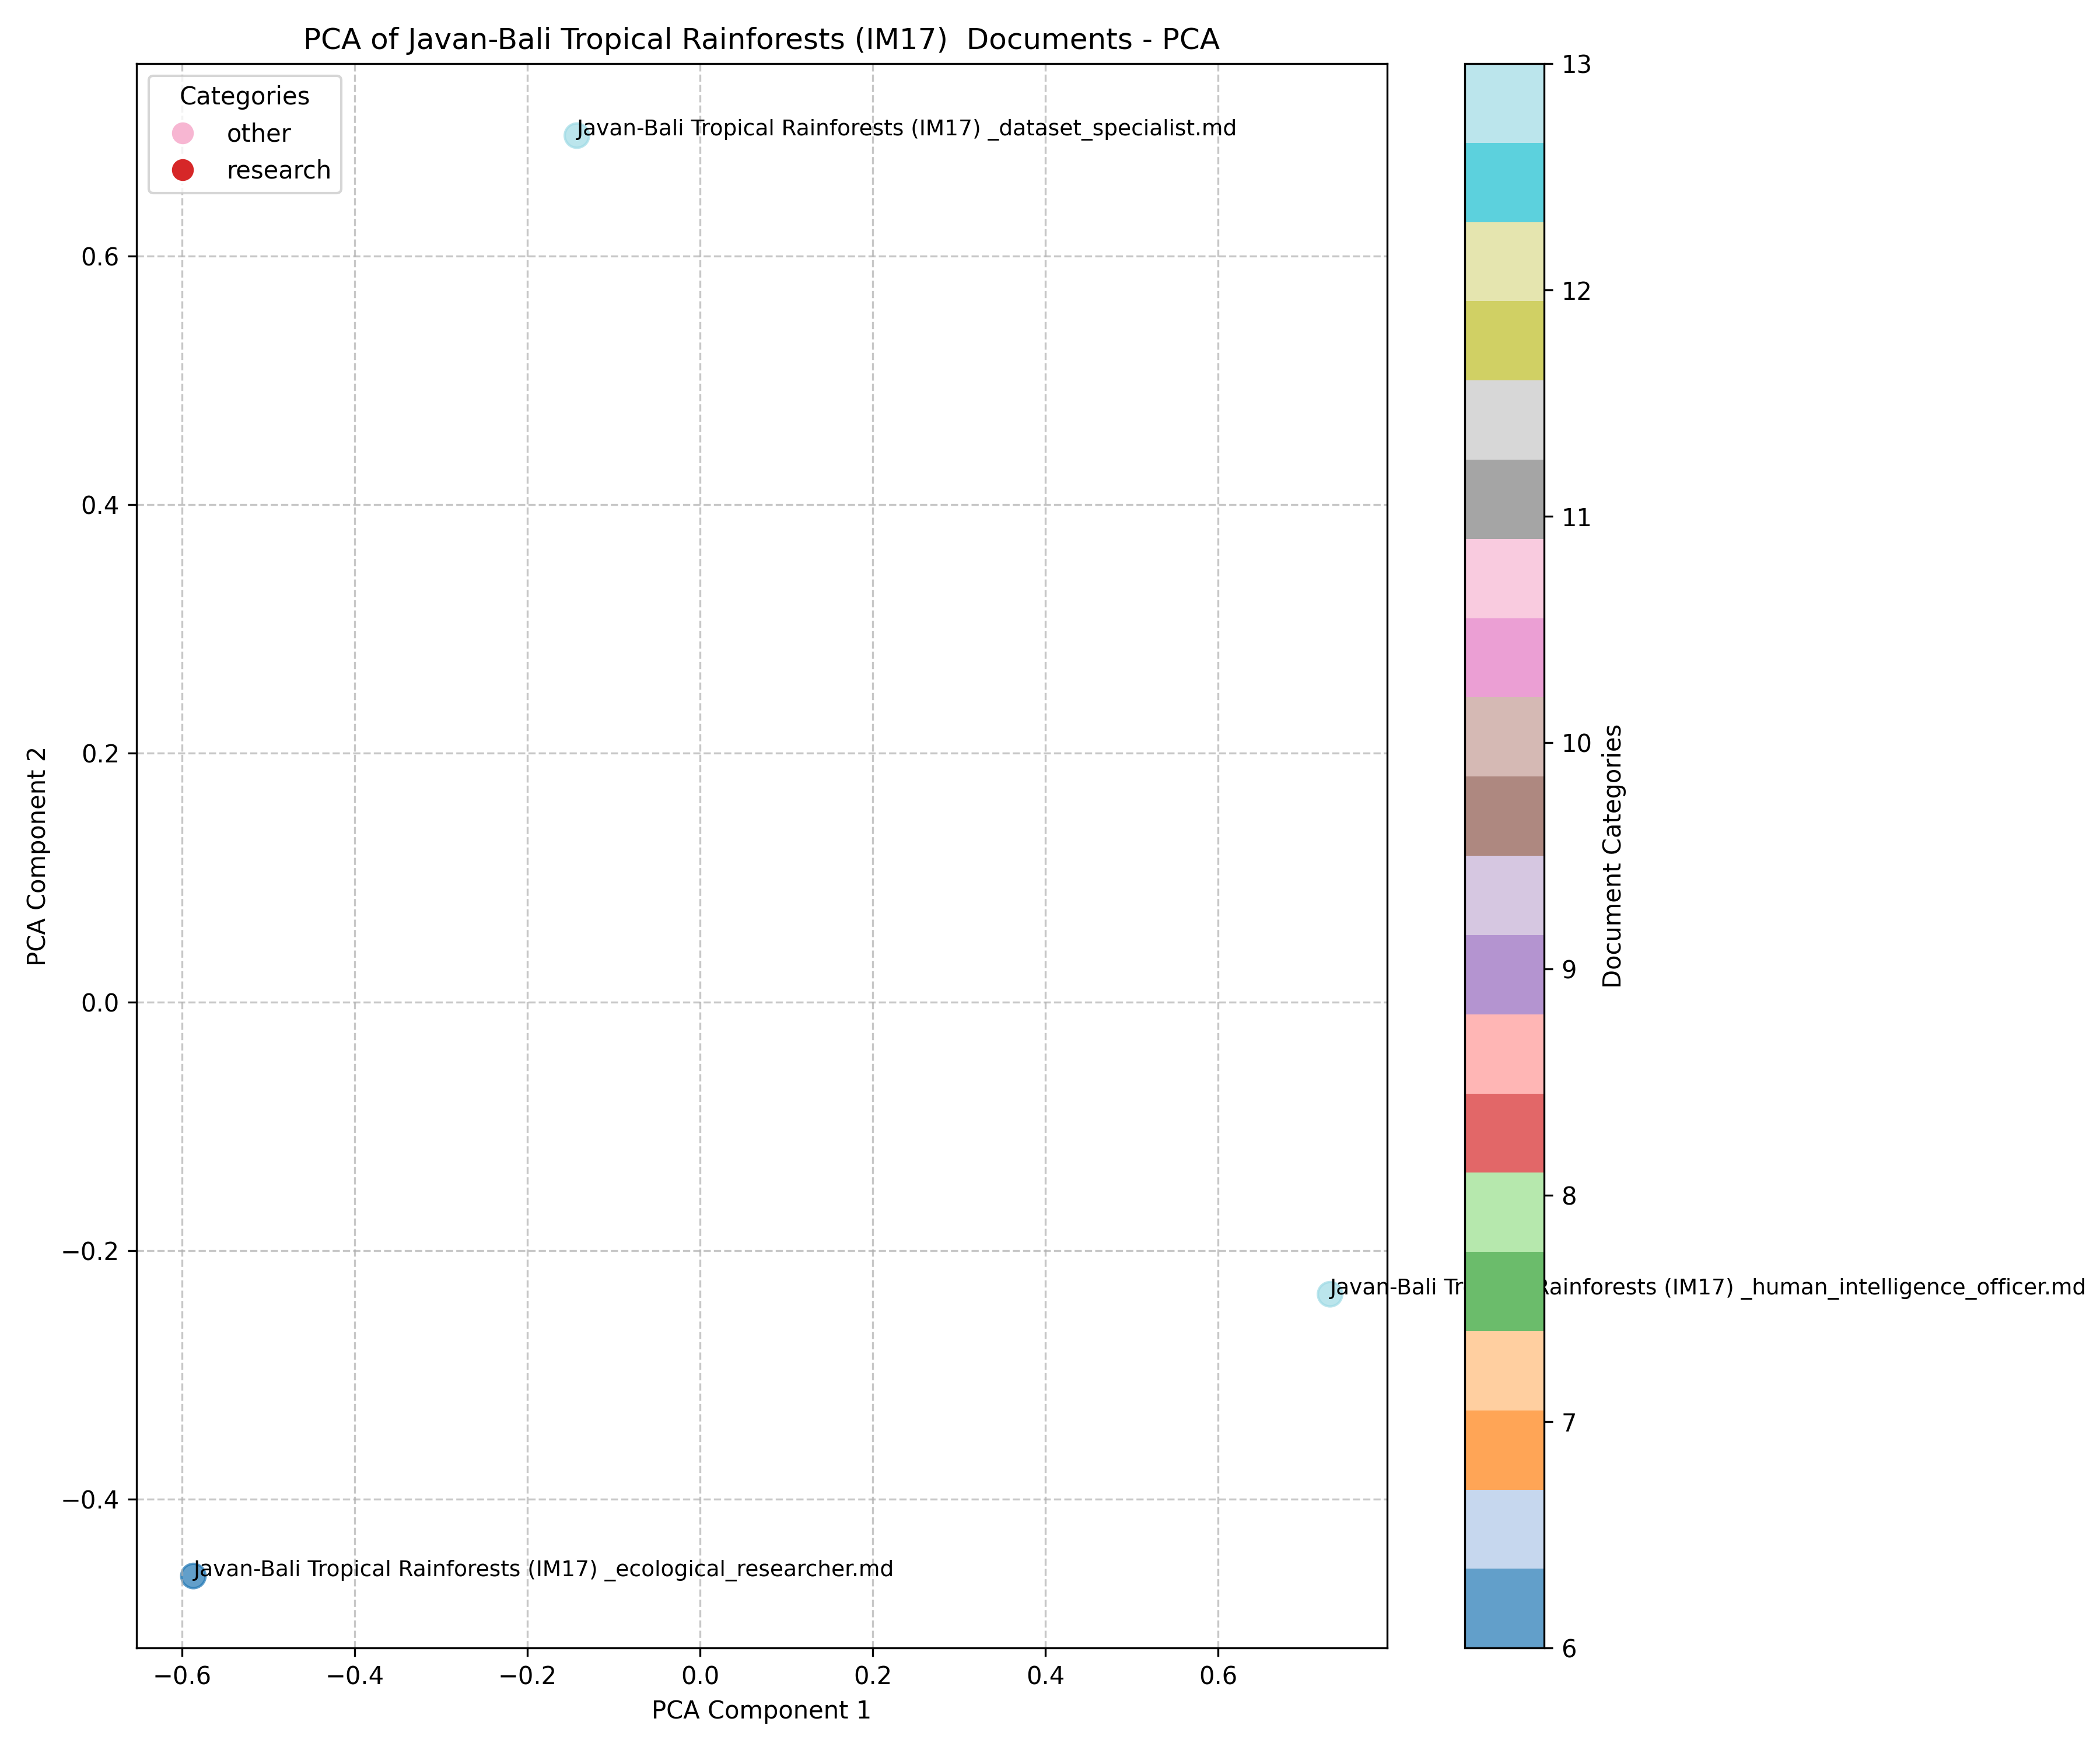 PCA of Javan-Bali Tropical Rainforests (IM17)  Documents - PCA
Categories
other
research
Javan-Bali Tropical Rainforests (IM17) _dataset_specialist.md
Javan-Bali Tr Rainforests (IM17) _human_intelligence_officer.md
Javan-Bali Tropical Rainforests (IM17) _ecological_researcher.md
PCA Component 2
0.6
0.4
0.2
0.0
−0.2
−0.4
−0.6
−0.4
−0.2
0.0
0.2
0.4
0.6
PCA Component 1
13
12
11
10
9
8
7
6
Document Categories